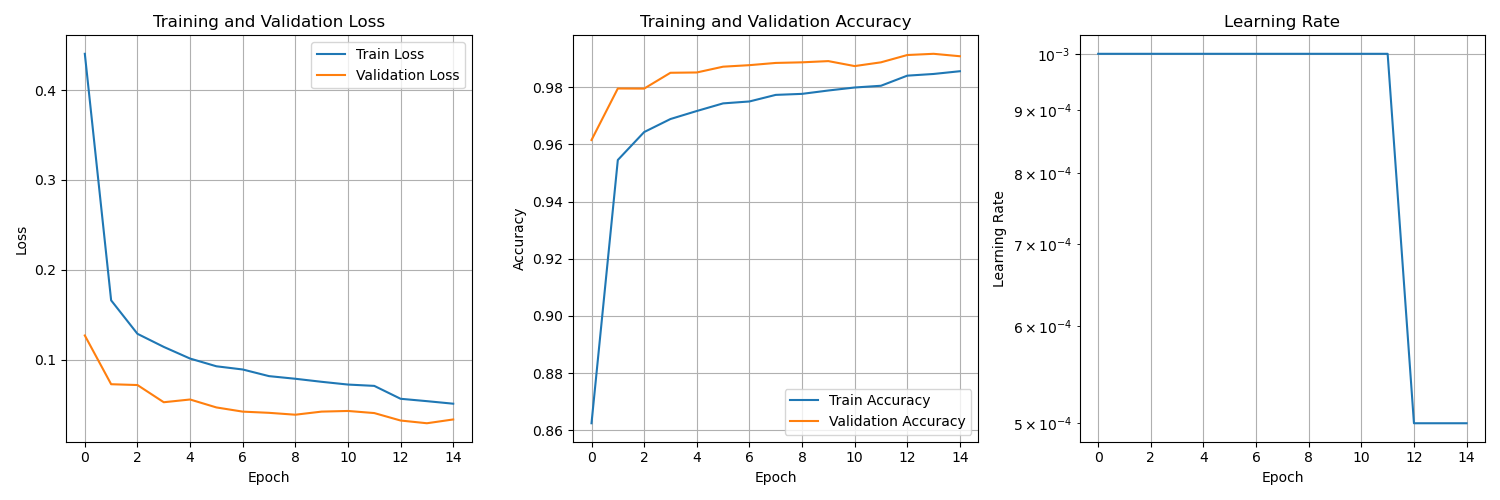 Training and Validation Loss
Train Loss
Validation Loss
0.4
0.3
0.2
0.1
Loss
0 2 4 6 8 10 12 14
Epoch
Training and Validation Accuracy
0.98
0.96
0.94
0.92
0.90
0.88
0.86
Accuracy
Train Accuracy
Validation Accuracy
0 2 4 6 8 10 12 14
Epoch
Learning Rate
10⁻³
9 × 10⁻⁴
8 × 10⁻⁴
7 × 10⁻⁴
6 × 10⁻⁴
5 × 10⁻⁴
Learning Rate
0 2 4 6 8 10 12 14
Epoch